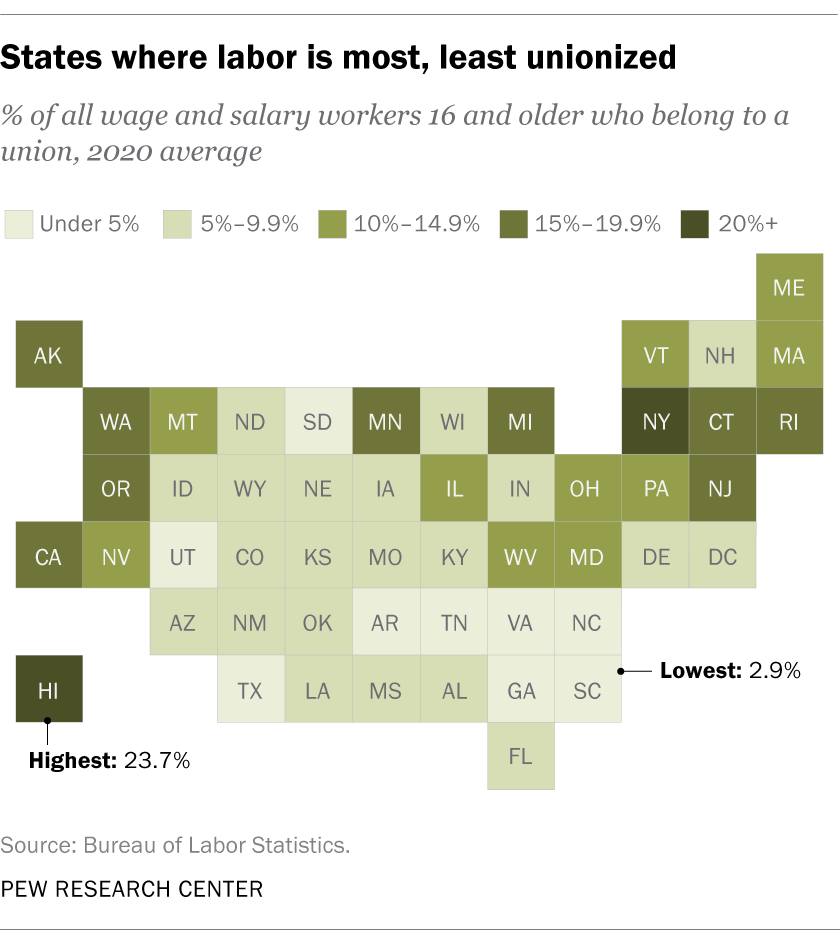 States where labor is most, least unionized
% of all wage and salary workers 16 and older who belong to a
union, 2020 average
Under 5% 5%–9.9% 10%–14.9% 15%–19.9% 20%+
ME
AK VT NH MA
WA MT ND SD MN WI MI NY CT RI
OR ID WY NE IA IL IN OH PA NJ
CA NV UT CO KS MO KY WV MD DE DC
AZ NM OK AR TN VA NC
Lowest: 2.9%
HI TX LA MS AL GA SC
Highest: 23.7%
FL
Source: Bureau of Labor Statistics.
PEW RESEARCH CENTER